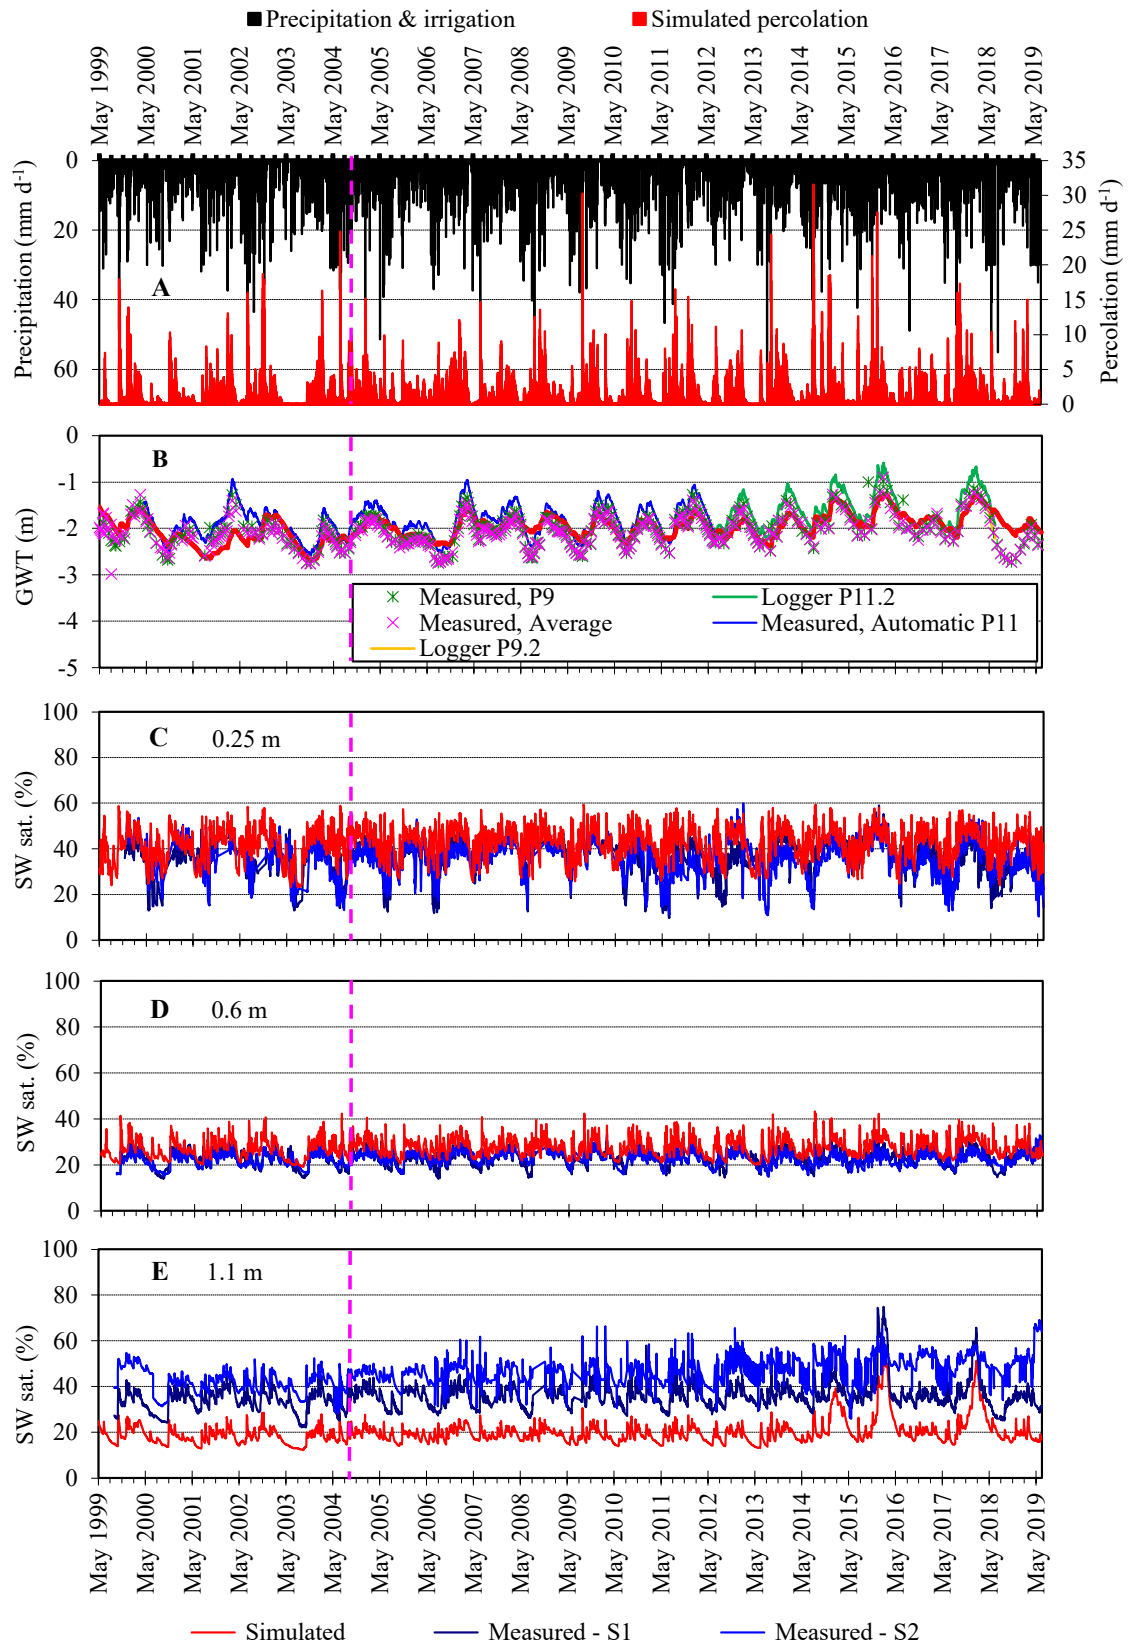 Precipitation & irrigation Simulated percolation
May 1999 May 2000 May 2001 May 2002 May 2003 May 2004 May 2005 May 2006 May 2007 May 2008 May 2009 May 2010 May 2011 May 2012 May 2013 May 2014 May 2015 May 2016 May 2017 May 2018 May 2019
Precipitation (mm d-1)
0
20
40
60
A
35
30
25
20
15
10
5
0
Percolation (mm d-1)
GWT (m)
0
-1
-2
-3
-4
-5
B
Measured, P9 Logger P11.2
Measured, Average Measured, Automatic P11
Logger P9.2
SW sat. (%)
100
80
60
40
20
0
C 0.25 m
SW sat. (%)
100
80
60
40
20
0
D 0.6 m
SW sat. (%)
100
80
60
40
20
0
E 1.1 m
May 1999 May 2000 May 2001 May 2002 May 2003 May 2004 May 2005 May 2006 May 2007 May 2008 May 2009 May 2010 May 2011 May 2012 May 2013 May 2014 May 2015 May 2016 May 2017 May 2018 May 2019
Simulated Measured - S1 Measured - S2